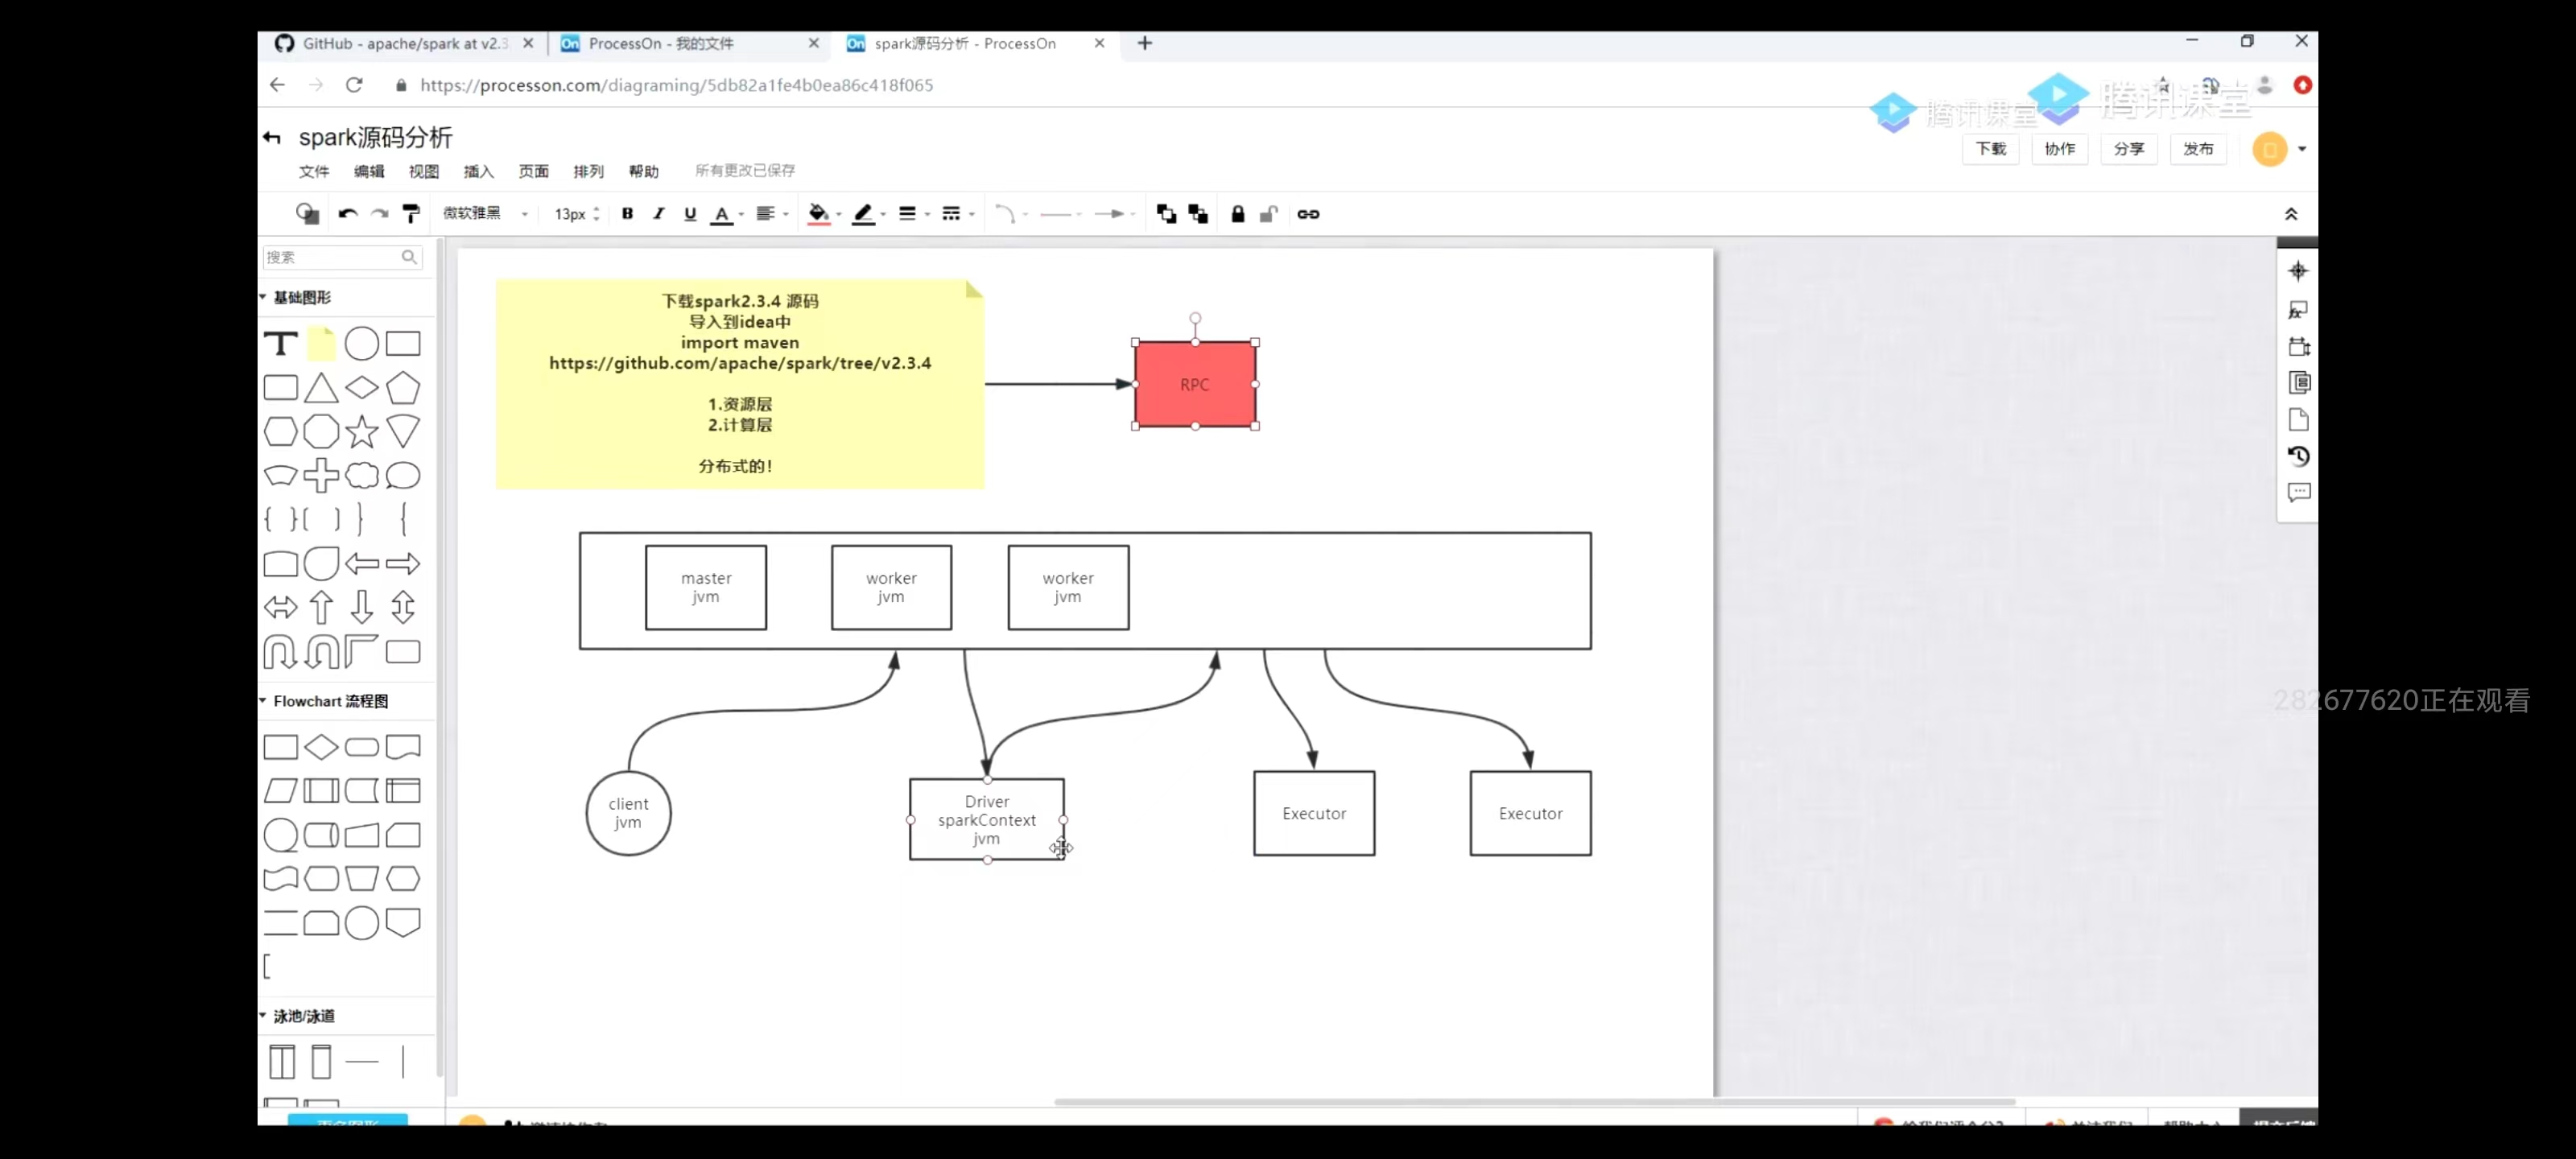 GitHub - apache/spark at v2.3
ProcessOn - 我的文件
spark源码分析 - ProcessOn
https://processon.com/diagraming/5db82a1fe4b0ea86c418f065
腾讯课堂
腾讯课堂
spark源码分析
下载
协作
分享
发布
文件
编辑
视图
插入
页面
排列
帮助
所有更改已保存
微软雅黑
13px
搜索
基础图形
Flowchart 流程图
泳池/泳道
下载spark2.3.4 源码
导入到idea中
import maven
https://github.com/apache/spark/tree/v2.3.4
1.资源层
2.计算层
分布式的!
RPC
master
jvm
worker
jvm
worker
jvm
client
jvm
Driver
sparkContext
jvm
Executor
Executor
282677620正在观看